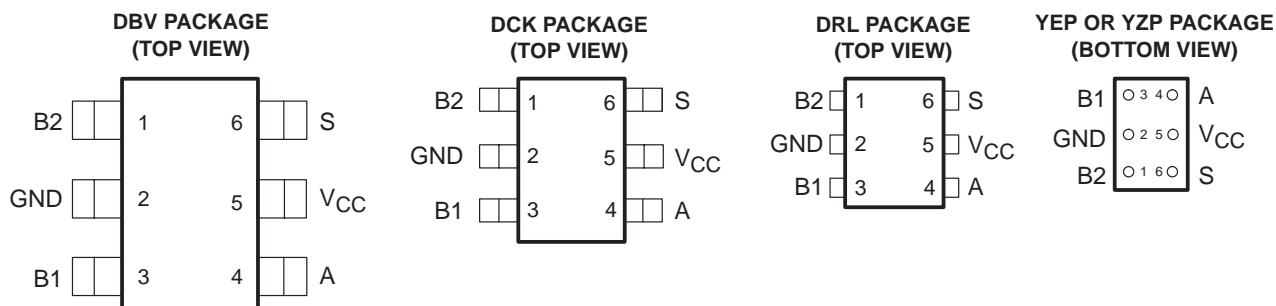 DBV PACKAGE
(TOP VIEW)
B2 1 6 S
GND 2 5 VCC
B1 3 4 A
DCK PACKAGE
(TOP VIEW)
B2 1 6 S
GND 2 5 VCC
B1 3 4 A
DRL PACKAGE
(TOP VIEW)
B2 1 6 S
GND 2 5 VCC
B1 3 4 A
YEP OR YZP PACKAGE
(BOTTOM VIEW)
B1 3 4 A
GND 2 5 VCC
B2 1 6 S